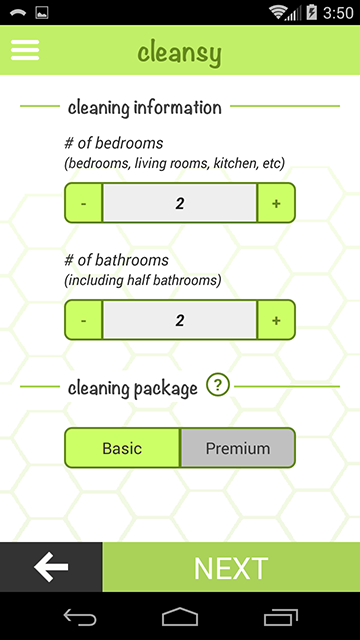 3:50
cleansy
cleaning information
# of bedrooms
(bedrooms, living rooms, kitchen, etc)
- 2 +
# of bathrooms
(including half bathrooms)
- 2 +
cleaning package ?
Basic Premium
NEXT